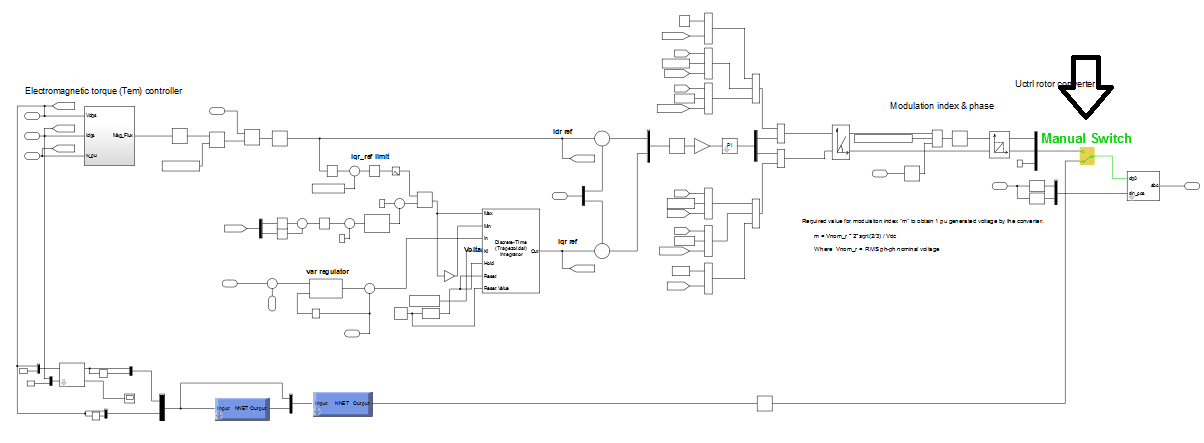 Electromagnetic torque (Tem) controller
Uctrl rotor converter
Modulation index & phase
Manual Switch
Vdqs
Idqs
w_pu
Mag_Flux
Idr ref
Iqr_ref limit
PI
dq0
sin_cos
abc
Required value for modulation index "m" to obtain 1 pu generated voltage by the converter.
m = Vnom_r * 2*sqrt(2/3) / Vdc
Where Vnom_r = RMS ph-ph nominal voltage
Max
Min
In
Hold
Reset
Reset Value
Discrete-Time
(Trapezoidal)
Integrator
Out
Iqr ref
var regulator
Input NNET Output
Input NNET Output